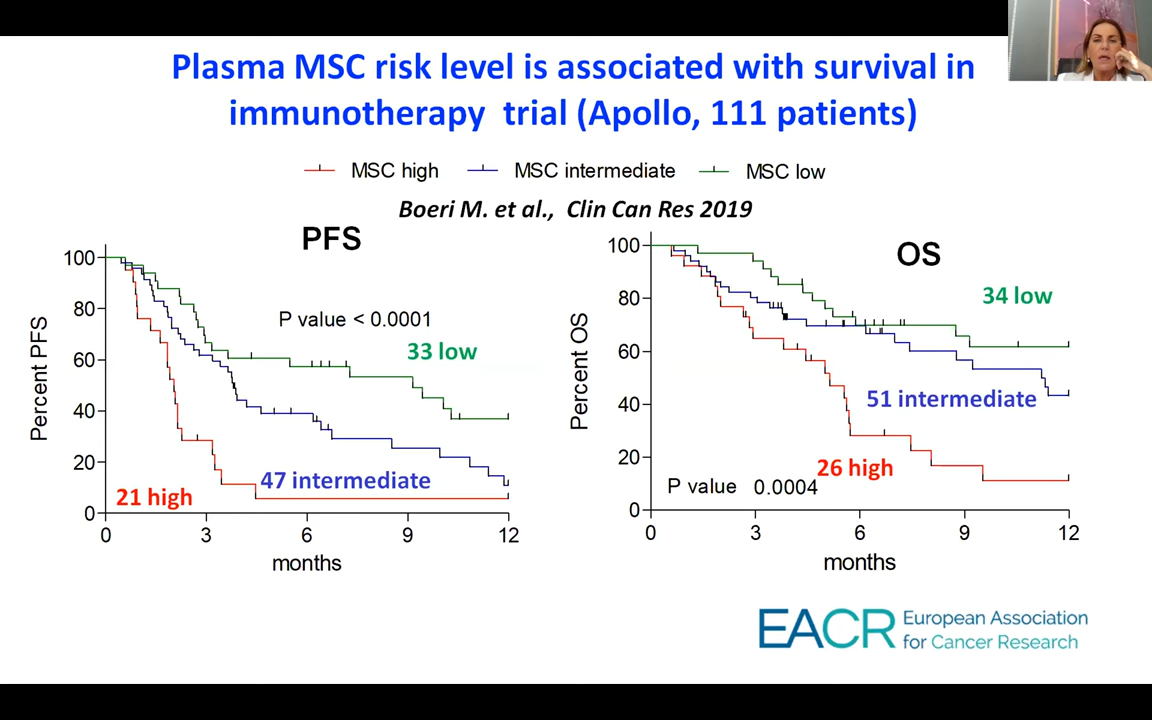 Plasma MSC risk level is associated with survival in
immunotherapy trial (Apollo, 111 patients)
MSC high MSC intermediate MSC low
Boeri M. et al., Clin Can Res 2019
PFS
Percent PFS
100
80
60
40
20
0
P value < 0.0001
33 low
47 intermediate
21 high
0 3 6 9 12
months
OS
Percent OS
100
80
60
40
20
0
34 low
51 intermediate
26 high
P value 0.0004
0 3 6 9 12
months
EACR
European Association
for Cancer Research